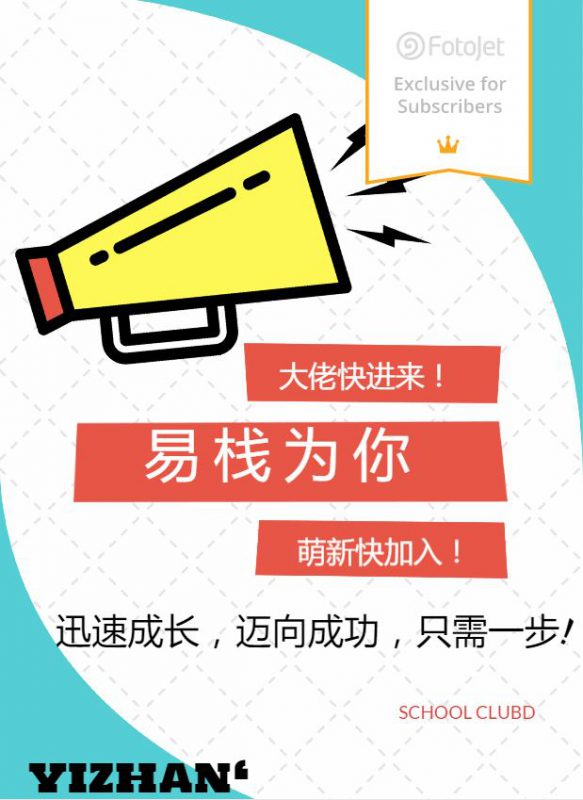 FotoJet
Exclusive for
Subscribers
大佬快进来！
易栈为你
萌新快加入！
迅速成长，迈向成功，只需一步!
SCHOOL CLUBD
YIZHAN‘